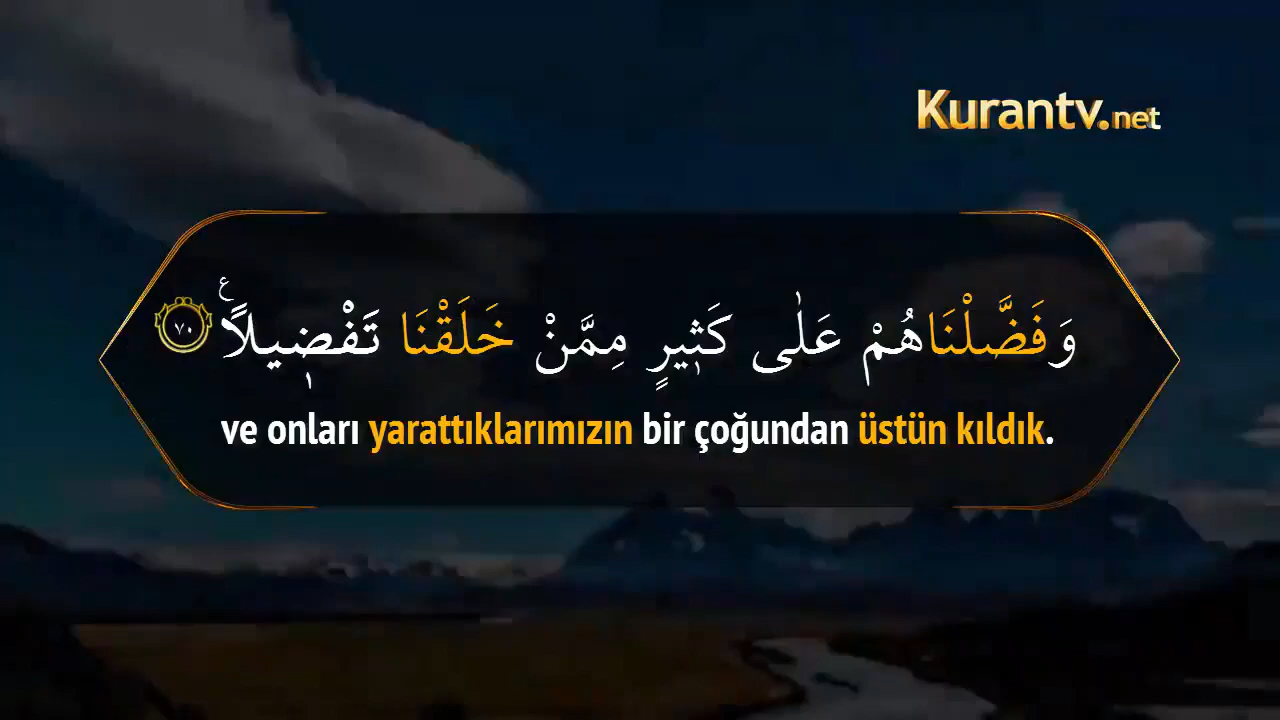 Kurantv.net
وَفَضَّلْنَاهُمْ عَلٰى كَثٖيرٍ مِمَّنْ خَلَقْنَا تَفْضٖيلاًࣖ ٧٠
ve onları yarattıklarımızın bir çoğundan üstün kıldık.